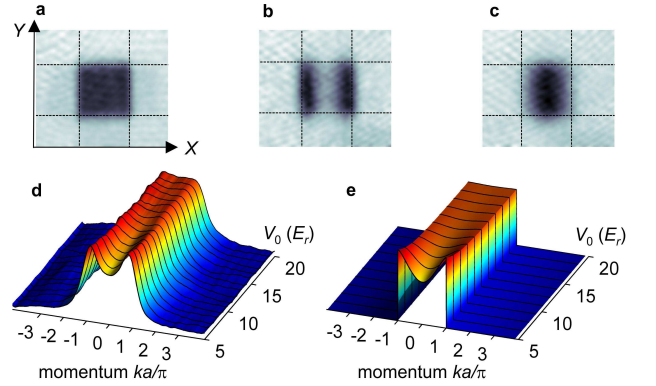 a
b
c
Y
X
d
e
V₀ (Eᵣ)
V₀ (Eᵣ)
20
15
10
5
20
15
10
5
-3 -2 -1 0 1 2 3
-3 -2 -1 0 1 2 3
momentum ka/π
momentum ka/π